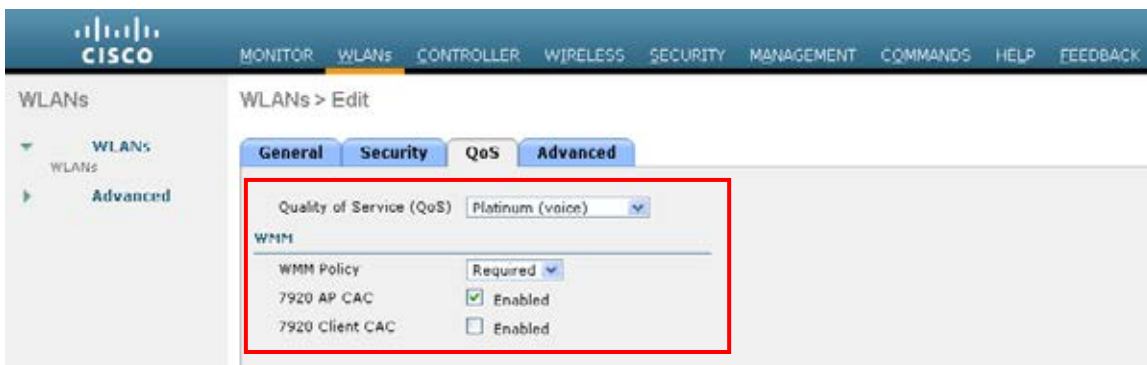 CISCO
MONITOR WLANs CONTROLLER WIRELESS SECURITY MANAGEMENT COMMANDS HELP FEEDBACK
WLANs
WLANs > Edit
WLANs
WLANs
Advanced
General Security QoS Advanced
Quality of Service (QoS) Platinum (voice)
WMM
WMM Policy Required
7920 AP CAC Enabled
7920 Client CAC Enabled